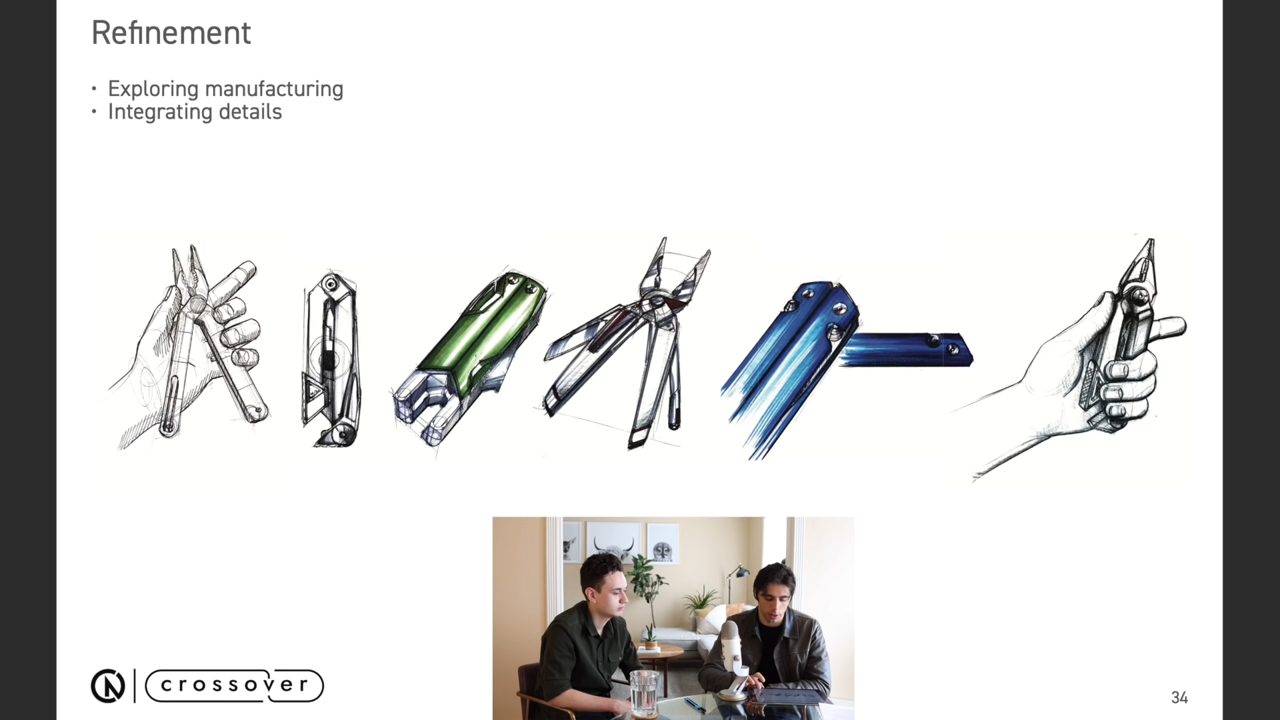 Refinement
• Exploring manufacturing
• Integrating details
crossover
34